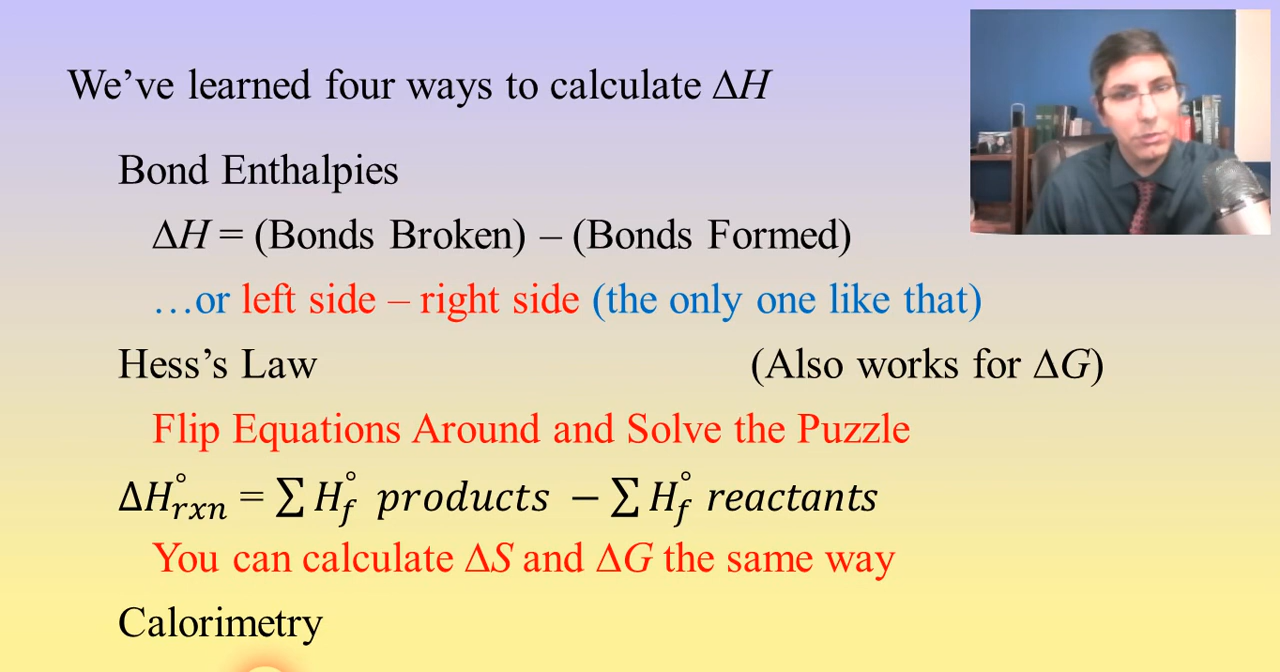 We’ve learned four ways to calculate ΔH
Bond Enthalpies
ΔH = (Bonds Broken) – (Bonds Formed)
…or left side – right side (the only one like that)
Hess’s Law (Also works for ΔG)
Flip Equations Around and Solve the Puzzle
ΔH°rxn = ∑ H°f products − ∑ H°f reactants
You can calculate ΔS and ΔG the same way
Calorimetry